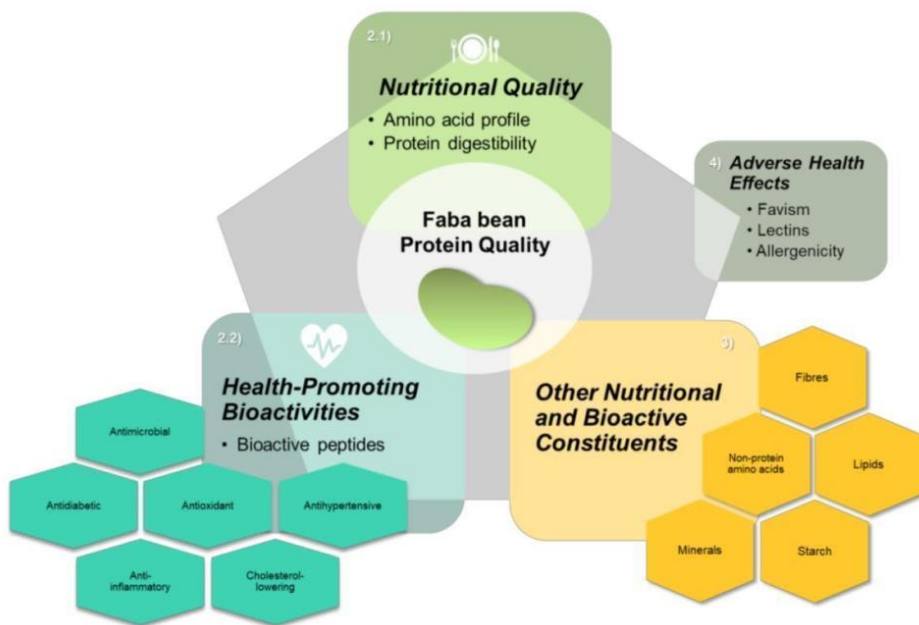 2.1)
Nutritional Quality
• Amino acid profile
• Protein digestibility
4)
Adverse Health
Effects
• Favism
• Lectins
• Allergenicity
Faba bean
Protein Quality
2.2)
Health-Promoting
Bioactivities
• Bioactive peptides
Antimicrobial
Antidiabetic
Antioxidant
Antihypertensive
Anti-
inflammatory
Cholesterol-
lowering
3)
Other Nutritional
and Bioactive
Constituents
Fibres
Non-protein
amino acids
Lipids
Minerals
Starch